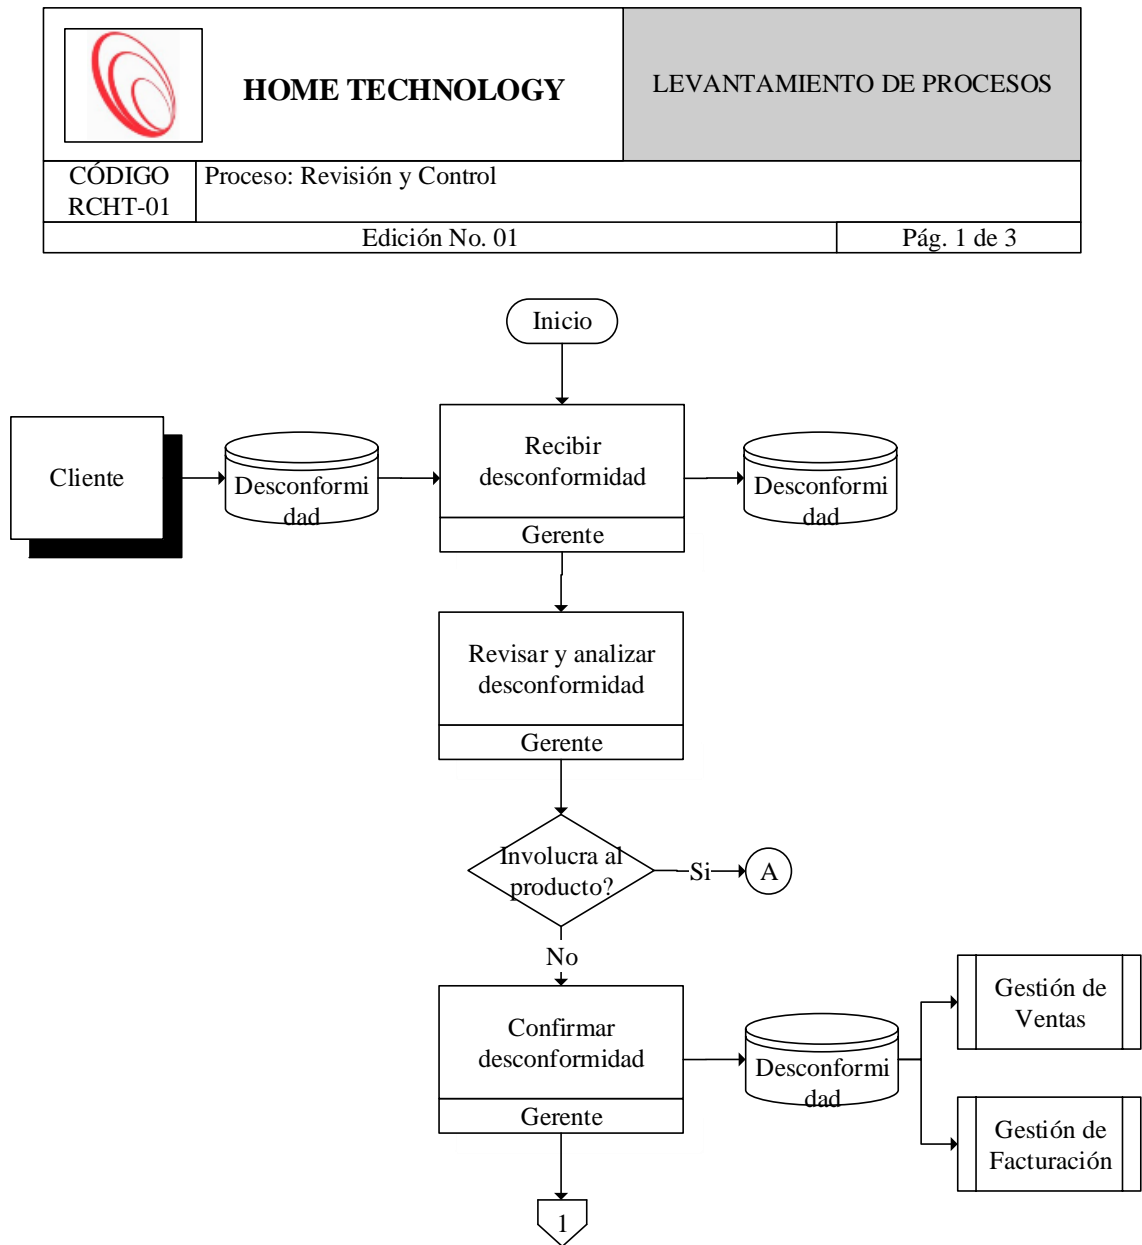 HOME TECHNOLOGY
LEVANTAMIENTO DE PROCESOS
CÓDIGO
RCHT-01
Proceso: Revisión y Control
Edición No. 01
Pág. 1 de 3
Inicio
Cliente
Desconformi
dad
Recibir
desconformidad
Gerente
Desconformi
dad
Revisar y analizar
desconformidad
Gerente
Involucra al
producto?
Si
A
No
Confirmar
desconformidad
Gerente
Desconformi
dad
Gestión de
Ventas
Gestión de
Facturación
1